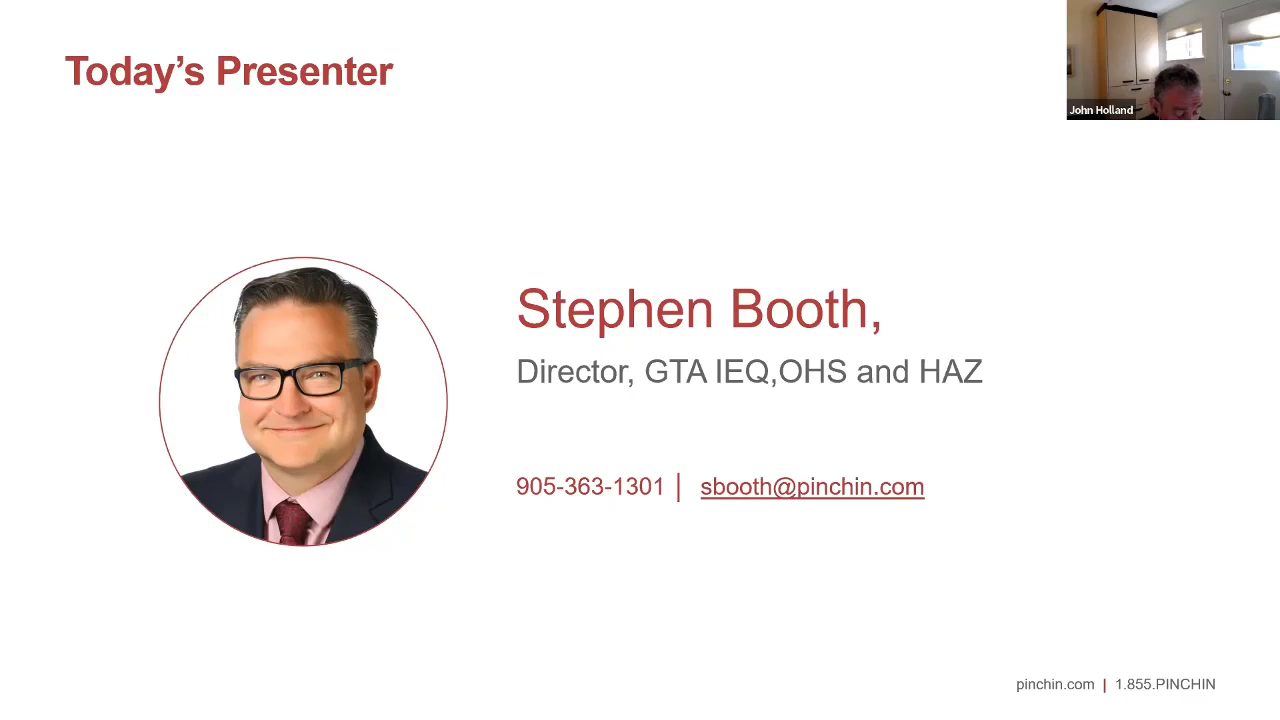 Today's Presenter
John Holland
Stephen Booth,
Director, GTA IEQ,OHS and HAZ
905-363-1301 | sbooth@pinchin.com
pinchin.com | 1.855.PINCHIN